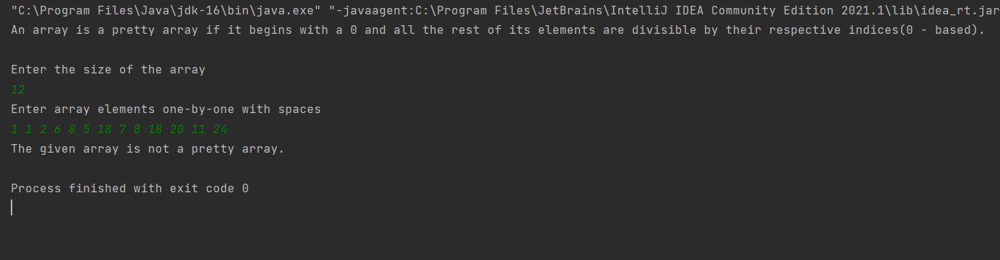 "C:\Program Files\Java\jdk-16\bin\java.exe" "-javaagent:C:\Program Files\JetBrains\IntelliJ IDEA Community Edition 2021.1\lib\idea_rt.jar
An array is a pretty array if it begins with a 0 and all the rest of its elements are divisible by their respective indices(0 - based).
Enter the size of the array
12
Enter array elements one-by-one with spaces
1 1 2 6 8 5 18 7 8 18 20 11 24
The given array is not a pretty array.
Process finished with exit code 0